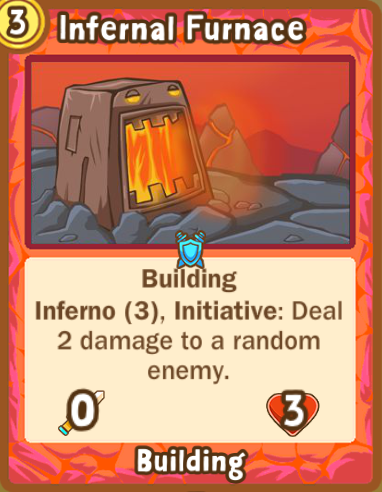 3 Infernal Furnace
Building
Inferno (3), Initiative: Deal
2 damage to a random
enemy.
0 3
Building